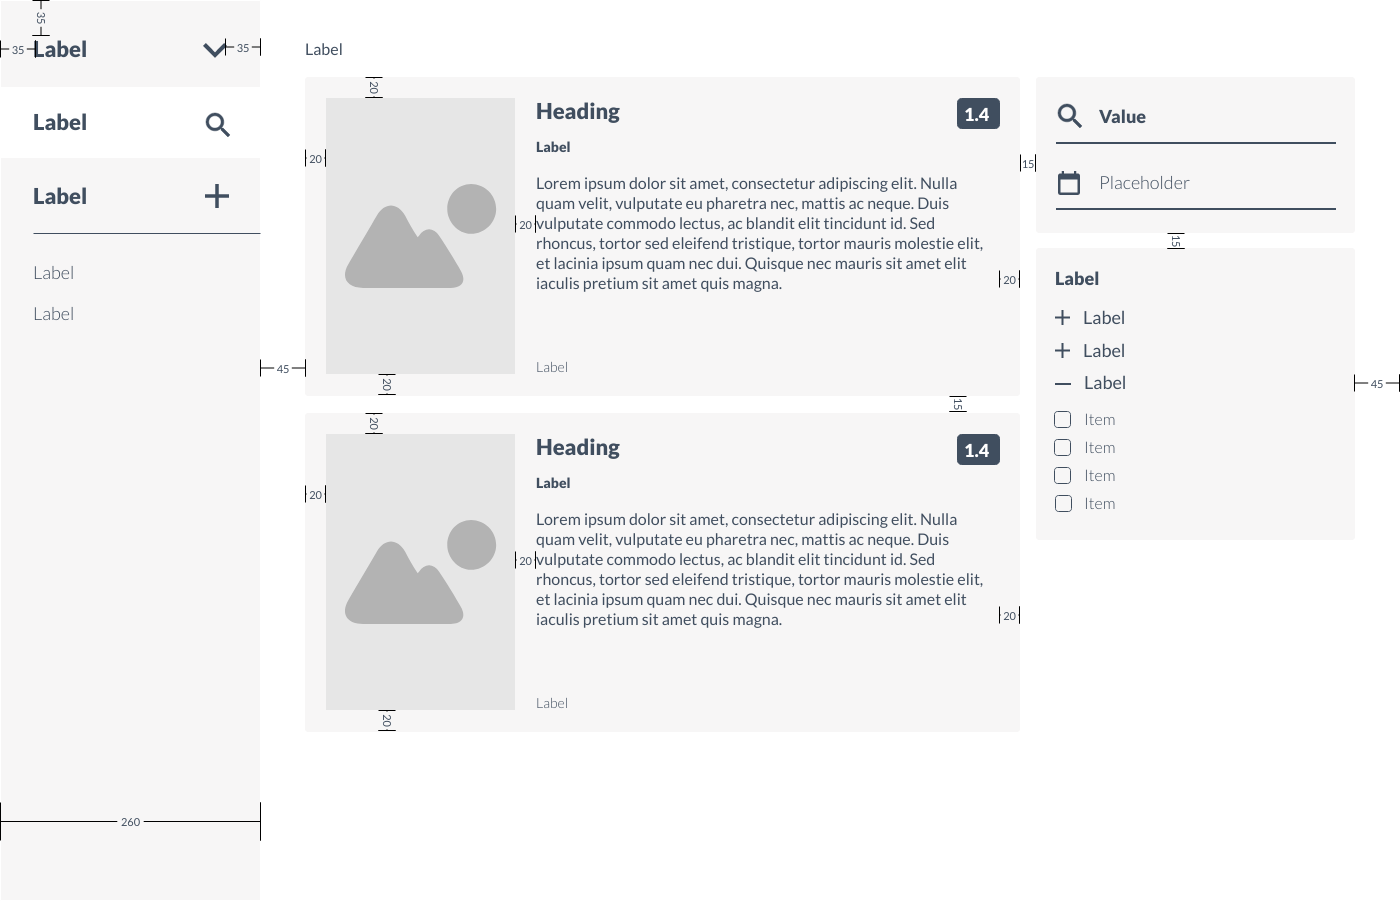 35
35
Label
35
Label
Label
Label
Label
45
260
Label
20
20
Heading
1.4
Label
Lorem ipsum dolor sit amet, consectetur adipiscing elit. Nulla
quam velit, vulputate eu pharetra nec, mattis ac neque. Duis
20
vulputate commodo lectus, ac blandit elit tincidunt id. Sed
rhoncus, tortor sed eleifend tristique, tortor mauris molestie elit,
et lacinia ipsum quam nec dui. Quisque nec mauris sit amet elit
iaculis pretium sit amet quis magna.
20
Label
20
15
20
20
Heading
1.4
Label
Lorem ipsum dolor sit amet, consectetur adipiscing elit. Nulla
quam velit, vulputate eu pharetra nec, mattis ac neque. Duis
20
vulputate commodo lectus, ac blandit elit tincidunt id. Sed
rhoncus, tortor sed eleifend tristique, tortor mauris molestie elit,
et lacinia ipsum quam nec dui. Quisque nec mauris sit amet elit
iaculis pretium sit amet quis magna.
20
Label
20
15
Value
Placeholder
15
Label
Label
Label
Label
45
Item
Item
Item
Item